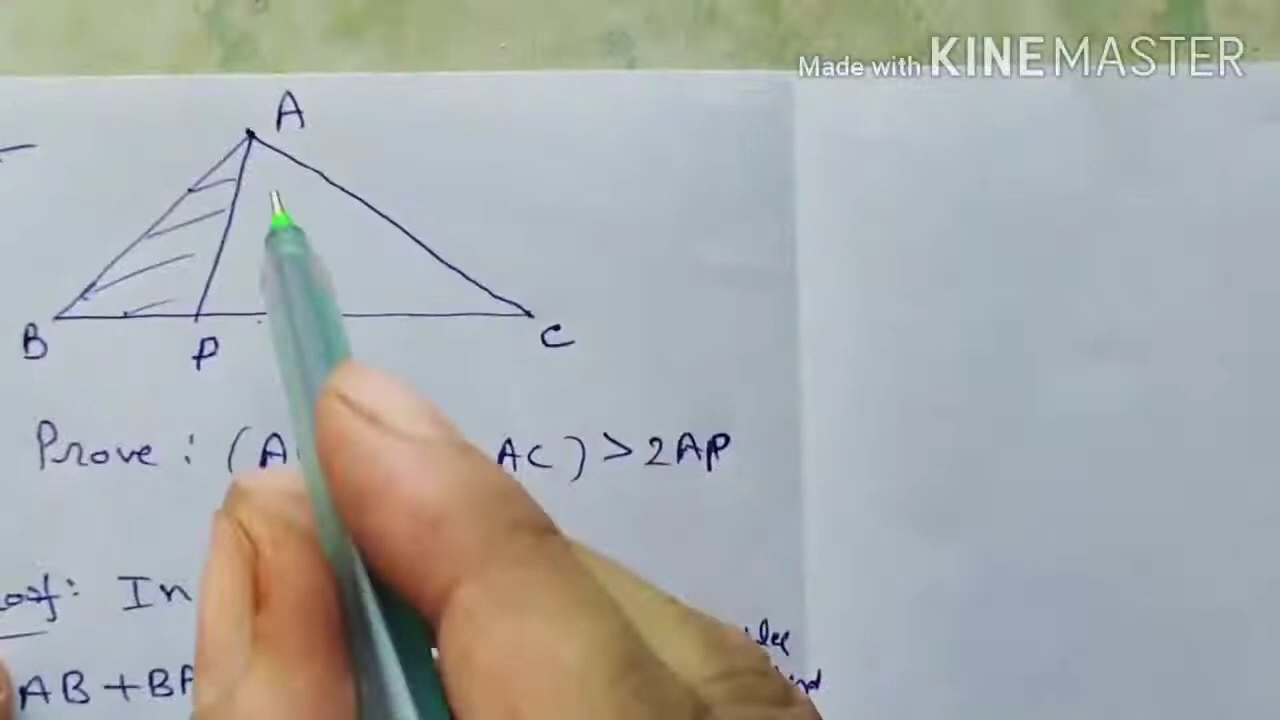 Made with KINEMASTER
A
B P C
Prove : (A AC) > 2AP
In
AB + BP